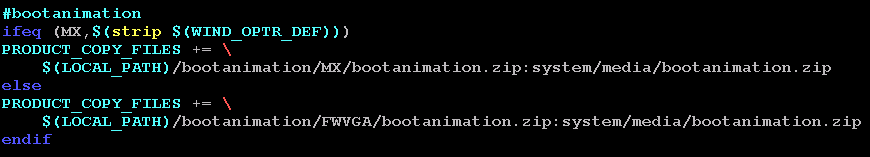 #bootanimation
ifeq (MX,$(strip $(WIND_OPTR_DEF)))
PRODUCT_COPY_FILES += \
    $(LOCAL_PATH)/bootanimation/MX/bootanimation.zip:system/media/bootanimation.zip
else
PRODUCT_COPY_FILES += \
    $(LOCAL_PATH)/bootanimation/FWVGA/bootanimation.zip:system/media/bootanimation.zip
endif